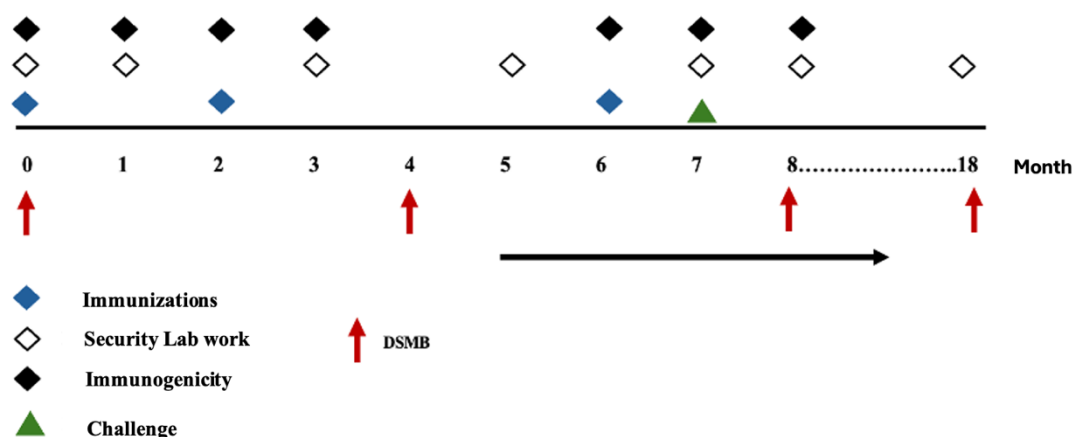 0 1 2 3 4 5 6 7 8.......................18 Month
Immunizations
Security Lab work
DSMB
Immunogenicity
Challenge